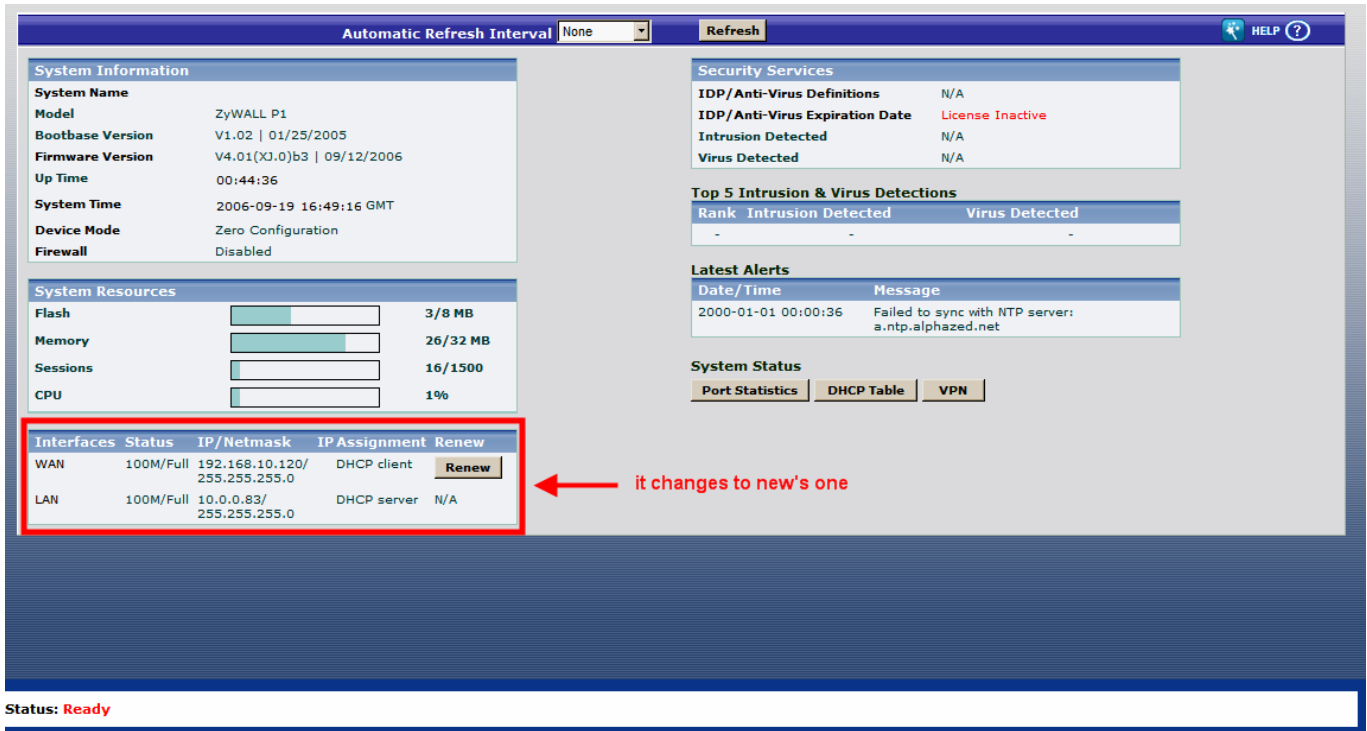 Automatic Refresh Interval None Refresh HELP ?
System Information
System Name
Model ZyWALL P1
Bootbase Version V1.02 | 01/25/2005
Firmware Version V4.01(XJ.0)b3 | 09/12/2006
Up Time 00:44:36
System Time 2006-09-19 16:49:16 GMT
Device Mode Zero Configuration
Firewall Disabled
System Resources
Flash 3/8 MB
Memory 26/32 MB
Sessions 16/1500
CPU 1%
Interfaces Status IP/Netmask IP Assignment Renew
WAN 100M/Full 192.168.10.120/ DHCP client Renew
255.255.255.0
LAN 100M/Full 10.0.0.83/ DHCP server N/A
255.255.255.0
it changes to new's one
Security Services
IDP/Anti-Virus Definitions N/A
IDP/Anti-Virus Expiration Date License Inactive
Intrusion Detected N/A
Virus Detected N/A
Top 5 Intrusion & Virus Detections
Rank Intrusion Detected Virus Detected
- - -
Latest Alerts
Date/Time Message
2000-01-01 00:00:36 Failed to sync with NTP server:
a.ntp.alphazed.net
System Status
Port Statistics DHCP Table VPN
Status: Ready